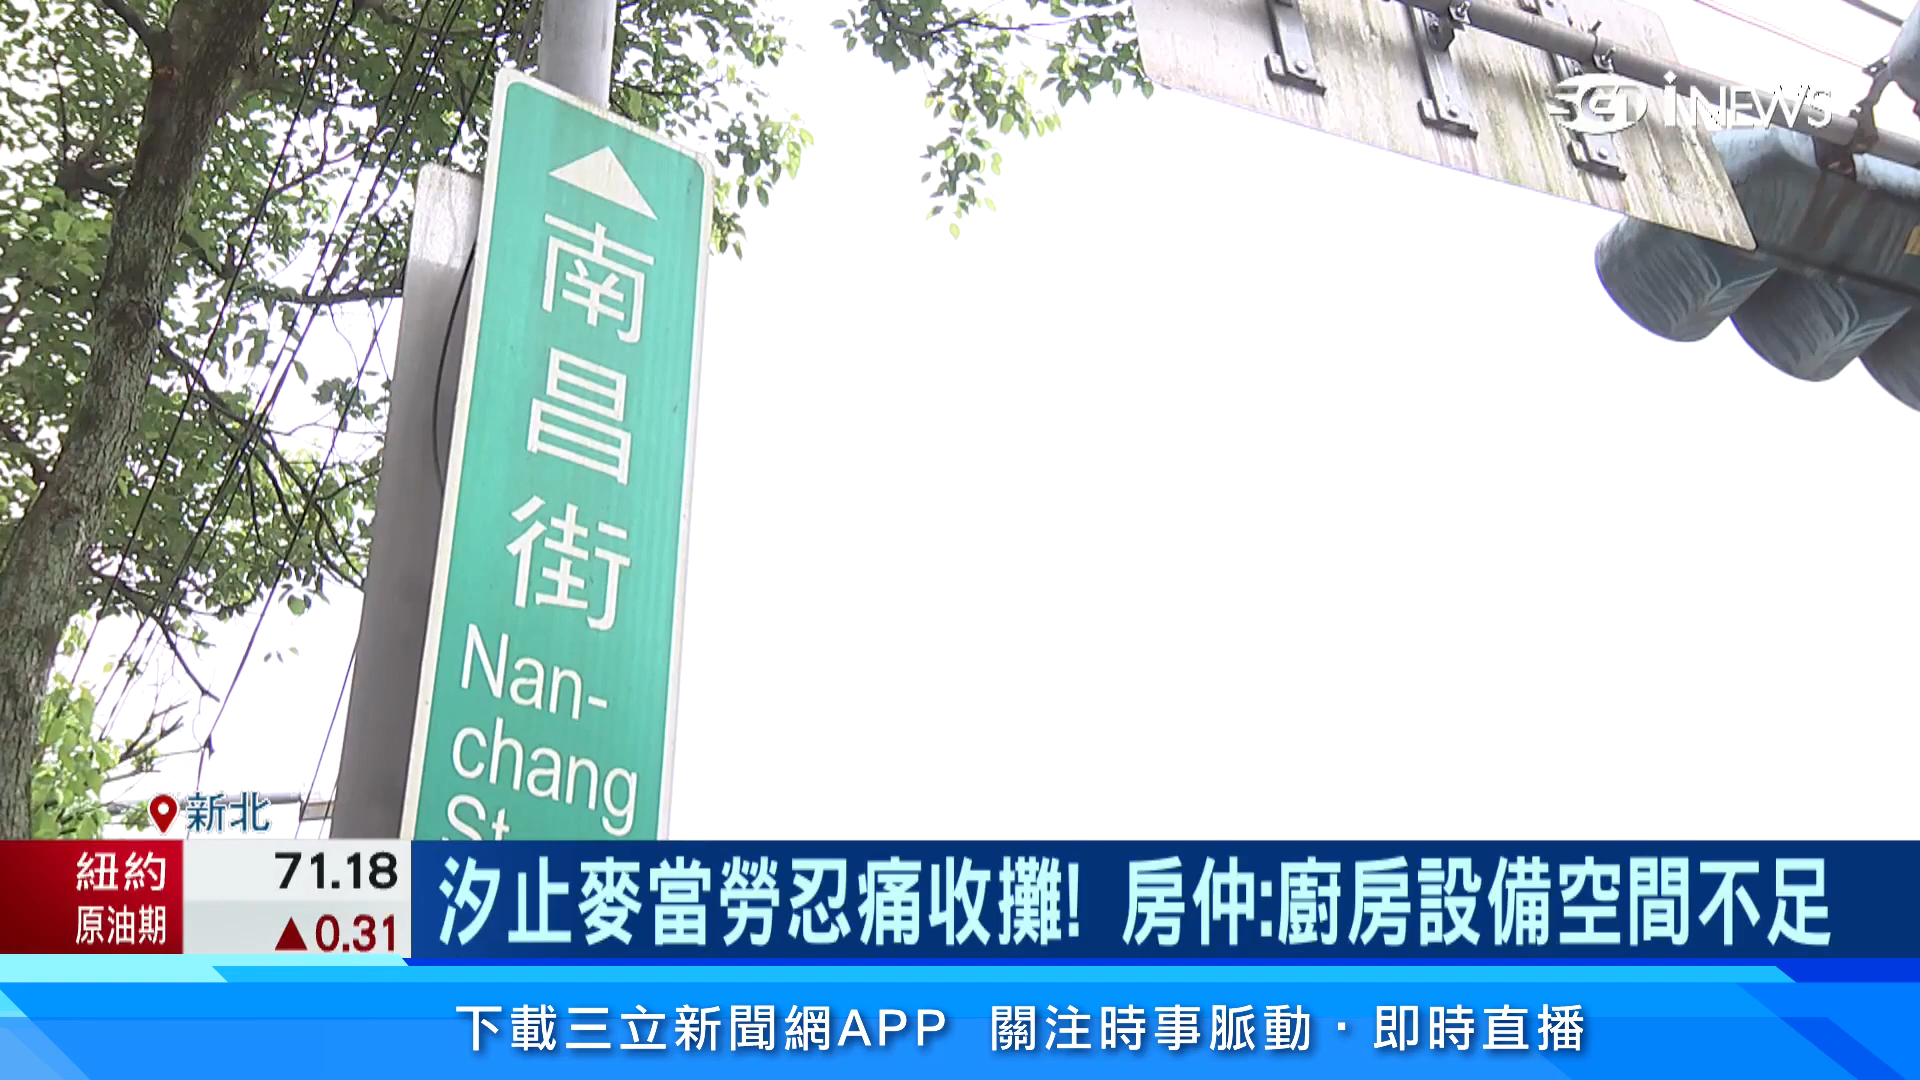 SET iNEWS
南昌街
Nan-
chang
St.
新北
紐約
原油期
71.18
▲0.31
汐止麥當勞忍痛收攤! 房仲:廚房設備空間不足
下載三立新聞網APP 關注時事脈動·即時直播